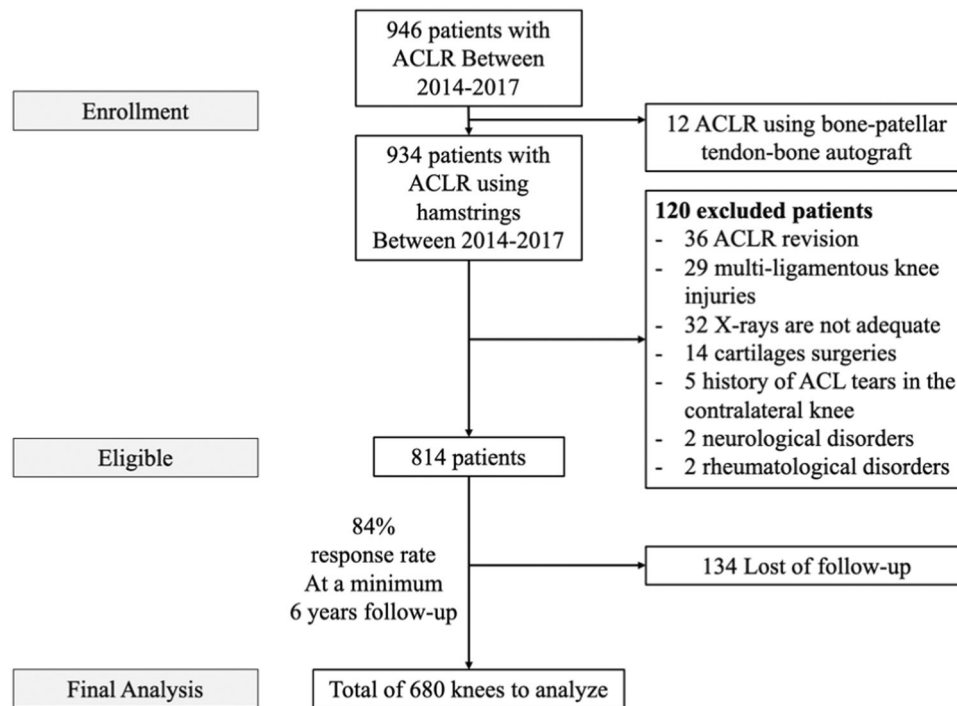 946 patients with
ACLR Between
2014-2017
Enrollment
12 ACLR using bone-patellar
tendon-bone autograft
934 patients with
ACLR using
hamstrings
Between 2014-2017
120 excluded patients
- 36 ACLR revision
- 29 multi-ligamentous knee
injuries
- 32 X-rays are not adequate
- 14 cartilages surgeries
- 5 history of ACL tears in the
contralateral knee
- 2 neurological disorders
- 2 rheumatological disorders
Eligible
814 patients
84%
response rate
At a minimum
6 years follow-up
134 Lost of follow-up
Final Analysis
Total of 680 knees to analyze